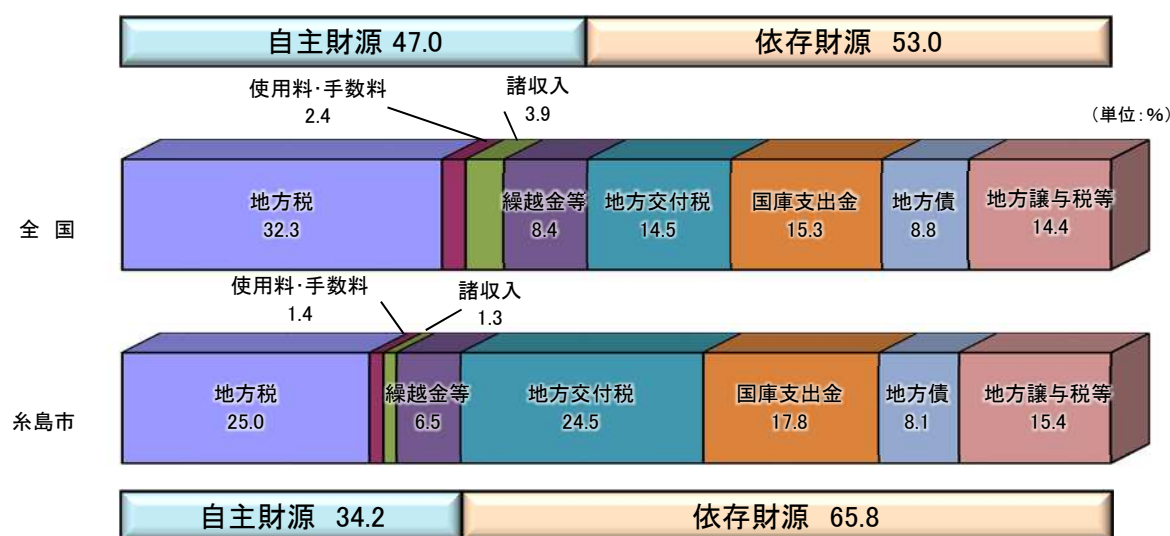 自主財源 47.0 依存財源 53.0
使用料・手数料 諸収入
2.4 3.9 (単位:%)
地方税 繰越金等 地方交付税 国庫支出金 地方債 地方譲与税等
全 国 32.3 8.4 14.5 15.3 8.8 14.4
使用料・手数料 諸収入
1.4 1.3
地方税 繰越金等 地方交付税 国庫支出金 地方債 地方譲与税等
糸島市 25.0 6.5 24.5 17.8 8.1 15.4
自主財源 34.2 依存財源 65.8